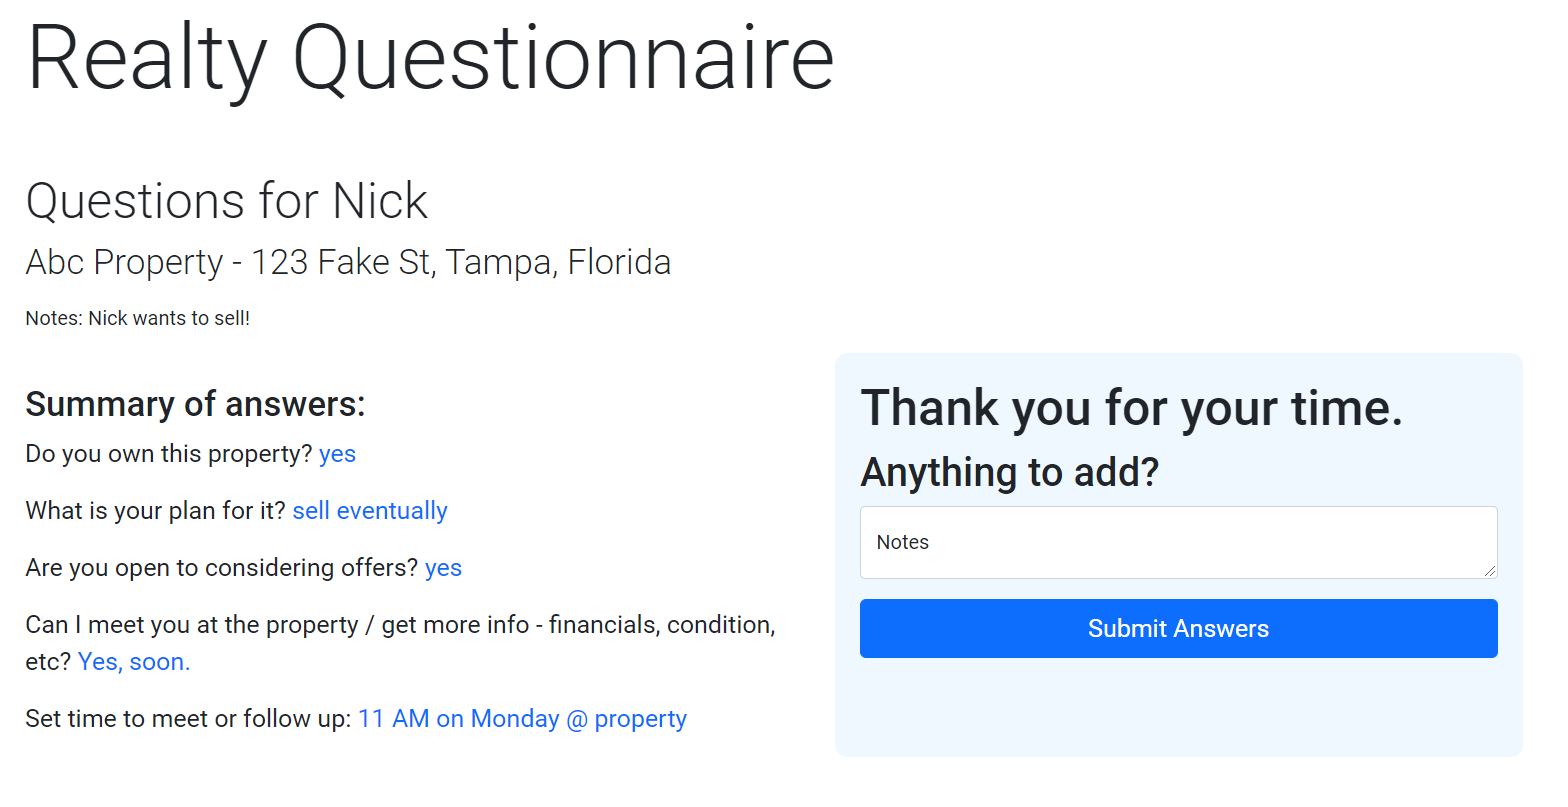 Realty Questionnaire
Questions for Nick
Abc Property - 123 Fake St, Tampa, Florida
Notes: Nick wants to sell!
Summary of answers:
Do you own this property? yes
What is your plan for it? sell eventually
Are you open to considering offers? yes
Can I meet you at the property / get more info - financials, condition,
etc? Yes, soon.
Set time to meet or follow up: 11 AM on Monday @ property
Thank you for your time.
Anything to add?
Notes
Submit Answers